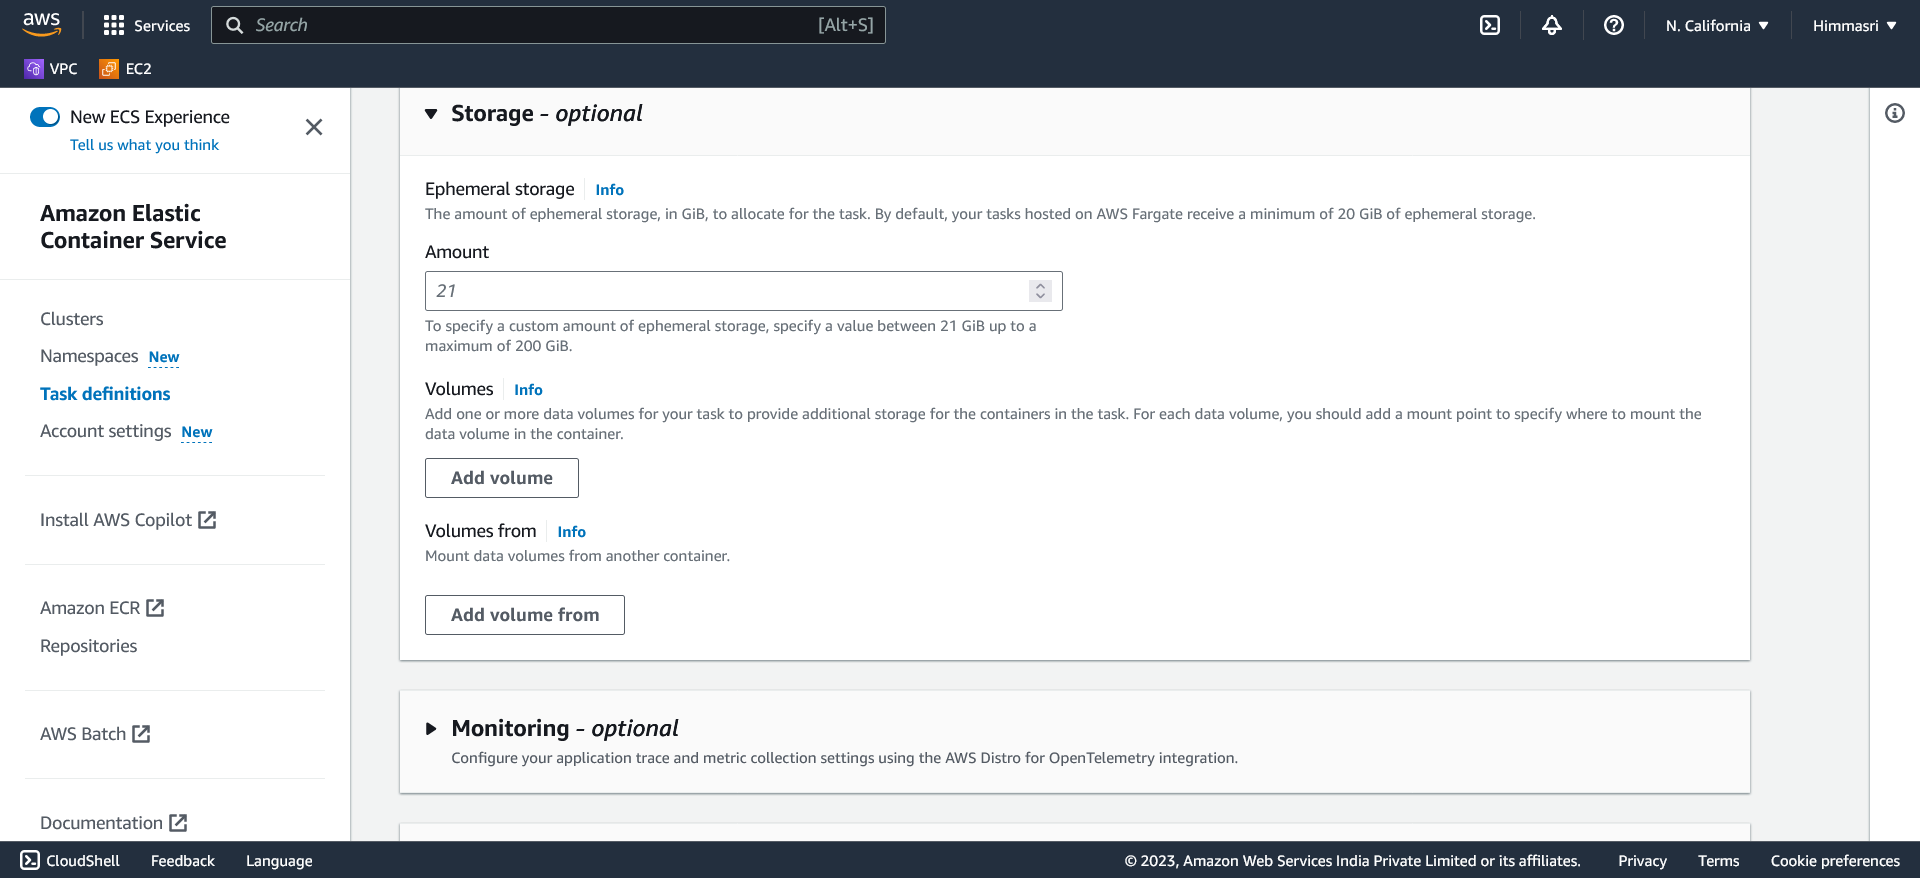 aws
Services
Search
[Alt+S]
N. California
Himmasri
VPC
EC2
New ECS Experience
Tell us what you think
Amazon Elastic
Container Service
Clusters
Namespaces New
Task definitions
Account settings New
Install AWS Copilot
Amazon ECR
Repositories
AWS Batch
Documentation
Storage - optional
Ephemeral storage Info
The amount of ephemeral storage, in GiB, to allocate for the task. By default, your tasks hosted on AWS Fargate receive a minimum of 20 GiB of ephemeral storage.
Amount
21
To specify a custom amount of ephemeral storage, specify a value between 21 GiB up to a
maximum of 200 GiB.
Volumes Info
Add one or more data volumes for your task to provide additional storage for the containers in the task. For each data volume, you should add a mount point to specify where to mount the
data volume in the container.
Add volume
Volumes from Info
Mount data volumes from another container.
Add volume from
Monitoring - optional
Configure your application trace and metric collection settings using the AWS Distro for OpenTelemetry integration.
CloudShell
Feedback
Language
© 2023, Amazon Web Services India Private Limited or its affiliates.
Privacy
Terms
Cookie preferences